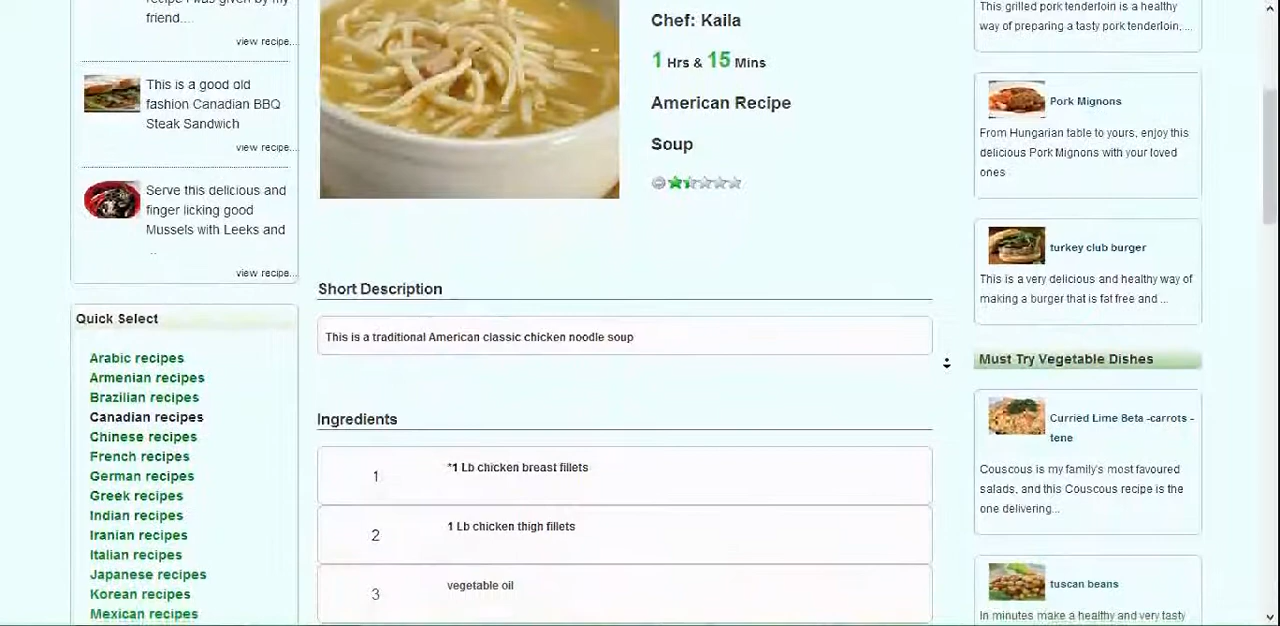 recipe I was given by my
friend....
view recipe...
This is a good old
fashion Canadian BBQ
Steak Sandwich
view recipe...
Serve this delicious and
finger licking good
Mussels with Leeks and
..
view recipe...
Quick Select
Arabic recipes
Armenian recipes
Brazilian recipes
Canadian recipes
Chinese recipes
French recipes
German recipes
Greek recipes
Indian recipes
Iranian recipes
Italian recipes
Japanese recipes
Korean recipes
Mexican recipes
Chef: Kaila
1 Hrs & 15 Mins
American Recipe
Soup
Short Description
This is a traditional American classic chicken noodle soup
Ingredients
1 *1 Lb chicken breast fillets
2 1 Lb chicken thigh fillets
3 vegetable oil
This grilled pork tenderloin is a healthy
way of preparing a tasty pork tenderloin,...
Pork Mignons
From Hungarian table to yours, enjoy this
delicious Pork Mignons with your loved
ones
turkey club burger
This is a very delicious and healthy way of
making a burger that is fat free and ...
Must Try Vegetable Dishes
Curried Lime Beta -carrots -
tene
Couscous is my family's most favoured
salads, and this Couscous recipe is the
one delivering...
tuscan beans
In minutes make a healthy and very tasty